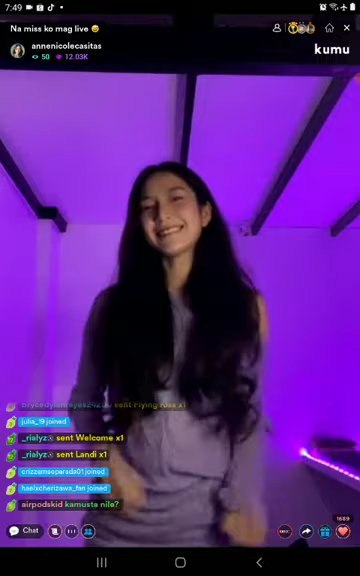 7:49
Na miss ko mag live
annenicolecasitas
50 12.03K
kumu
sent Flying Kiss x1
julia_19 joined
_rialyz sent Welcome x1
_rialyz sent Landi x1
crizzamaeparada01 joined
haelxcherizawa_fan joined
airpodskid kamusta nila?
1689
Chat